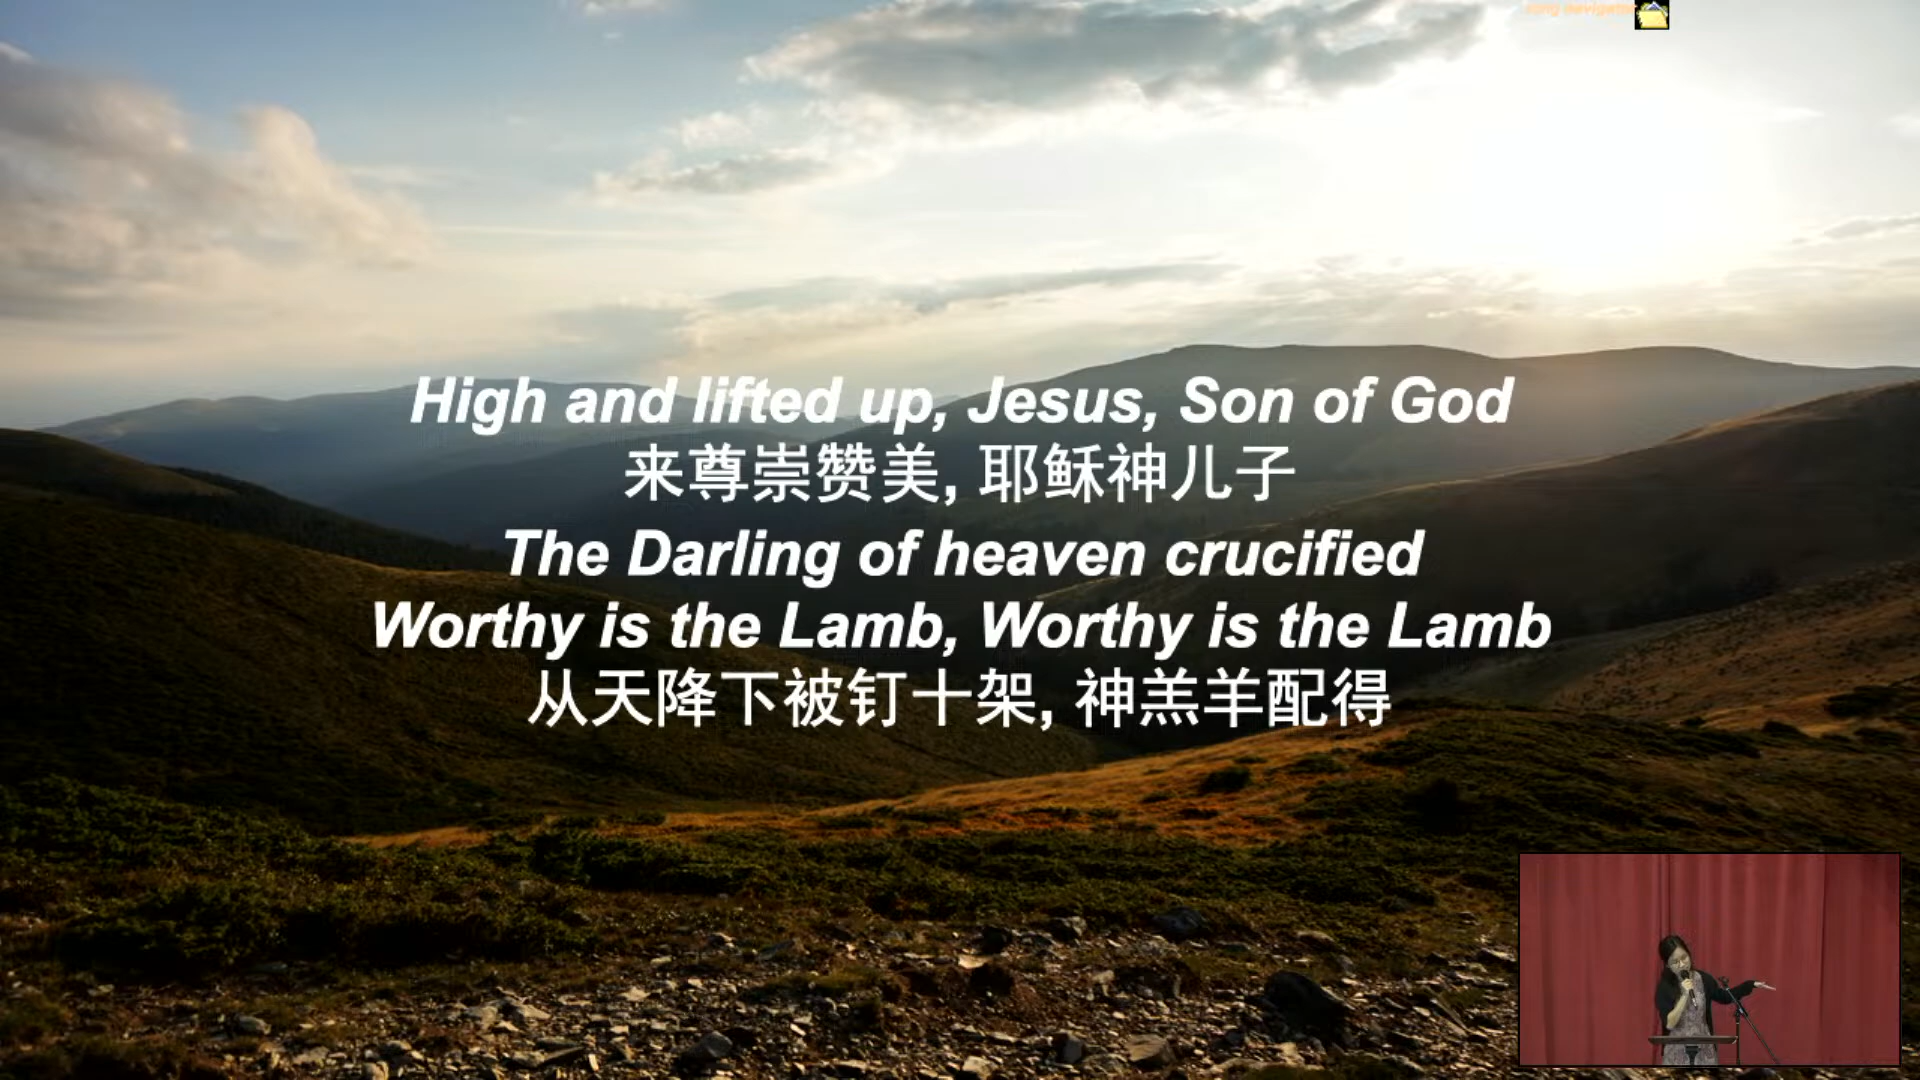 song navigator
High and lifted up, Jesus, Son of God
来尊崇赞美, 耶稣神儿子
The Darling of heaven crucified
Worthy is the Lamb, Worthy is the Lamb
从天降下被钉十架, 神羔羊配得